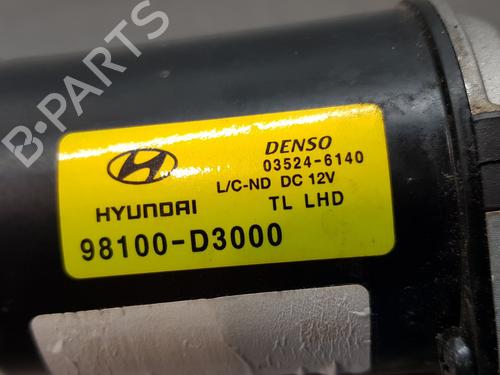 B-PARTS
DENSO
03524-6140
L/C-ND DC 12V
HYUNDAI TL LHD
98100-D3000